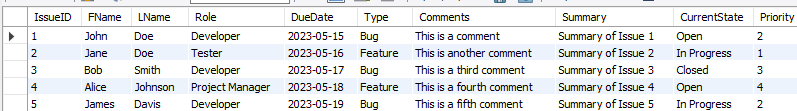 IssueID FName LName Role DueDate Type Comments Summary CurrentState Priority
1 John Doe Developer 2023-05-15 Bug This is a comment Summary of Issue 1 Open 2
2 Jane Doe Tester 2023-05-16 Feature This is another comment Summary of Issue 2 In Progress 1
3 Bob Smith Developer 2023-05-17 Bug This is a third comment Summary of Issue 3 Closed 3
4 Alice Johnson Project Manager 2023-05-18 Feature This is a fourth comment Summary of Issue 4 Open 4
5 James Davis Developer 2023-05-19 Bug This is a fifth comment Summary of Issue 5 In Progress 2